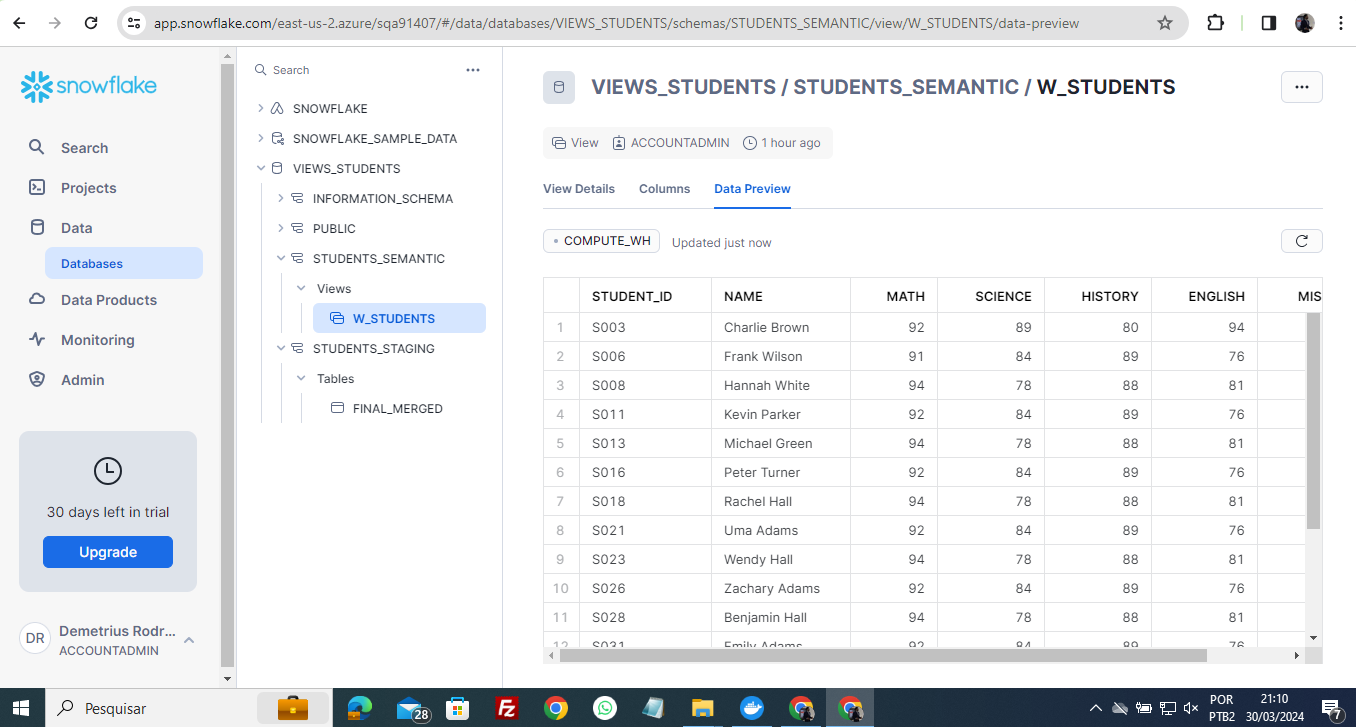 app.snowflake.com/east-us-2.azure/sqa91407/#/data/databases/VIEWS_STUDENTS/schemas/STUDENTS_SEMANTIC/view/W_STUDENTS/data-preview
snowflake
Search
Projects
Data
Databases
Data Products
Monitoring
Admin
30 days left in trial
Upgrade
DR
Demetrius Rodr...
ACCOUNTADMIN
Search
SNOWFLAKE
SNOWFLAKE_SAMPLE_DATA
VIEWS_STUDENTS
INFORMATION_SCHEMA
PUBLIC
STUDENTS_SEMANTIC
Views
W_STUDENTS
STUDENTS_STAGING
Tables
FINAL_MERGED
VIEWS_STUDENTS / STUDENTS_SEMANTIC / W_STUDENTS
View ACCOUNTADMIN 1 hour ago
View Details Columns Data Preview
COMPUTE_WH Updated just now
STUDENT_ID NAME MATH SCIENCE HISTORY ENGLISH MIS
1 S003 Charlie Brown 92 89 80 94
2 S006 Frank Wilson 91 84 89 76
3 S008 Hannah White 94 78 88 81
4 S011 Kevin Parker 92 84 89 76
5 S013 Michael Green 94 78 88 81
6 S016 Peter Turner 92 84 89 76
7 S018 Rachel Hall 94 78 88 81
8 S021 Uma Adams 92 84 89 76
9 S023 Wendy Hall 94 78 88 81
10 S026 Zachary Adams 92 84 89 76
11 S028 Benjamin Hall 94 78 88 81
12 S031 Emily Adams 92 84 89 76
Pesquisar
28
POR
PTB2
21:10
30/03/2024
7